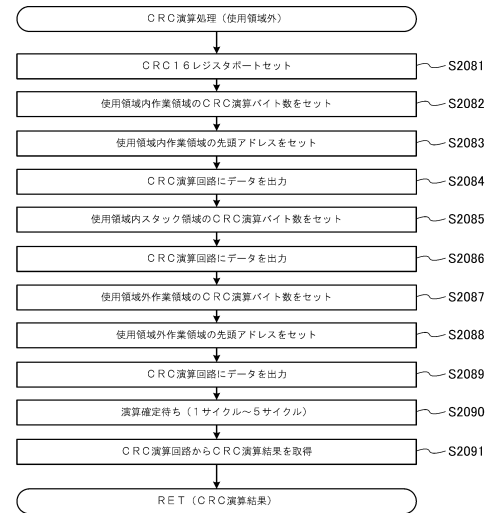 CRC演算処理(使用領域外)
CRC16レジスタポートセット
S2081
使用領域内作業領域のCRC演算バイト数をセット
S2082
使用領域内作業領域の先頭アドレスをセット
S2083
CRC演算回路にデータを出力
S2084
使用領域内スタック領域のCRC演算バイト数をセット
S2085
CRC演算回路にデータを出力
S2086
使用領域外作業領域のCRC演算バイト数をセット
S2087
使用領域外作業領域の先頭アドレスをセット
S2088
CRC演算回路にデータを出力
S2089
演算確定待ち(1サイクル~5サイクル)
S2090
CRC演算回路からCRC演算結果を取得
S2091
RET(CRC演算結果)